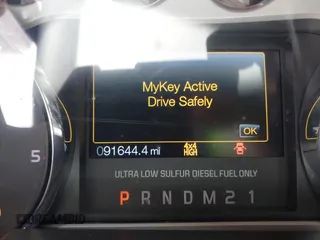 MyKey Active
Drive Safely
OK
091644.4 mi
4x4
HIGH
5
ULTRA LOW SULFUR DIESEL FUEL ONLY
P R N D M 2 1